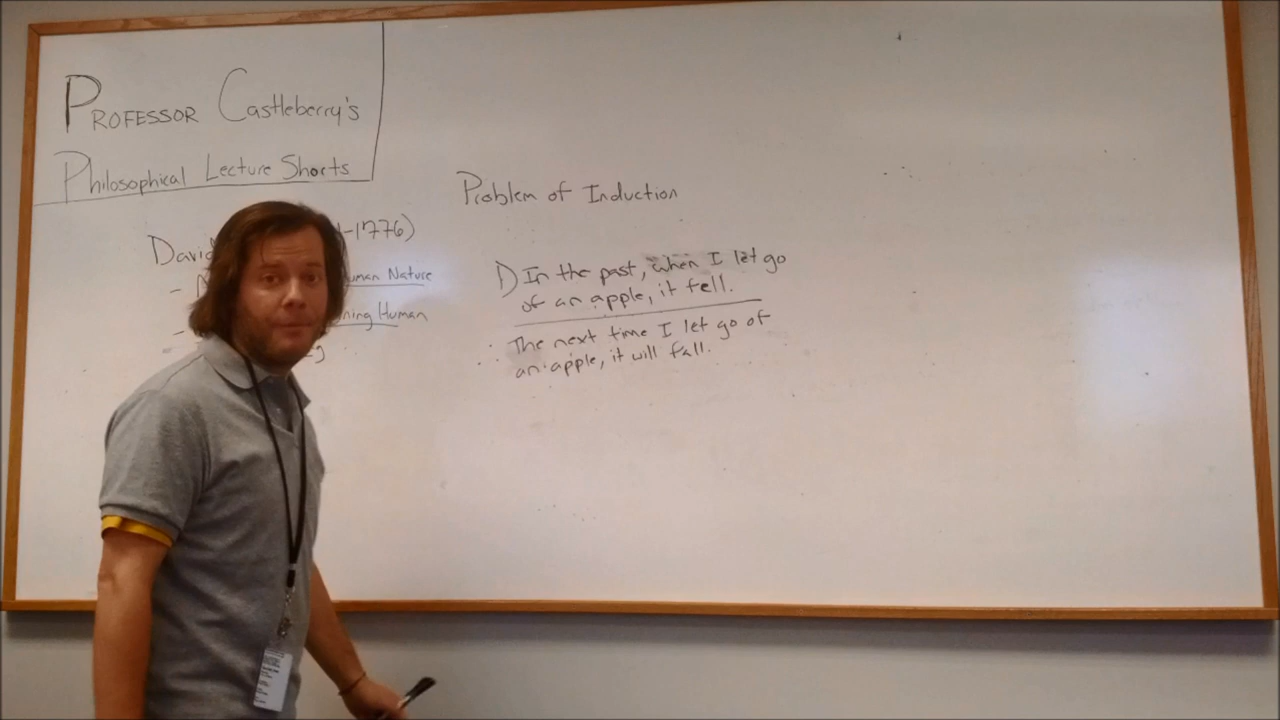 PROFESSOR Castleberry's
Philosophical Lecture Shorts
David
-1776)
uman Nature
ning Human
Problem of Induction
1) In the past, when I let go
of an apple, it fell.
∴ The next time I let go of
an apple, it will fall.